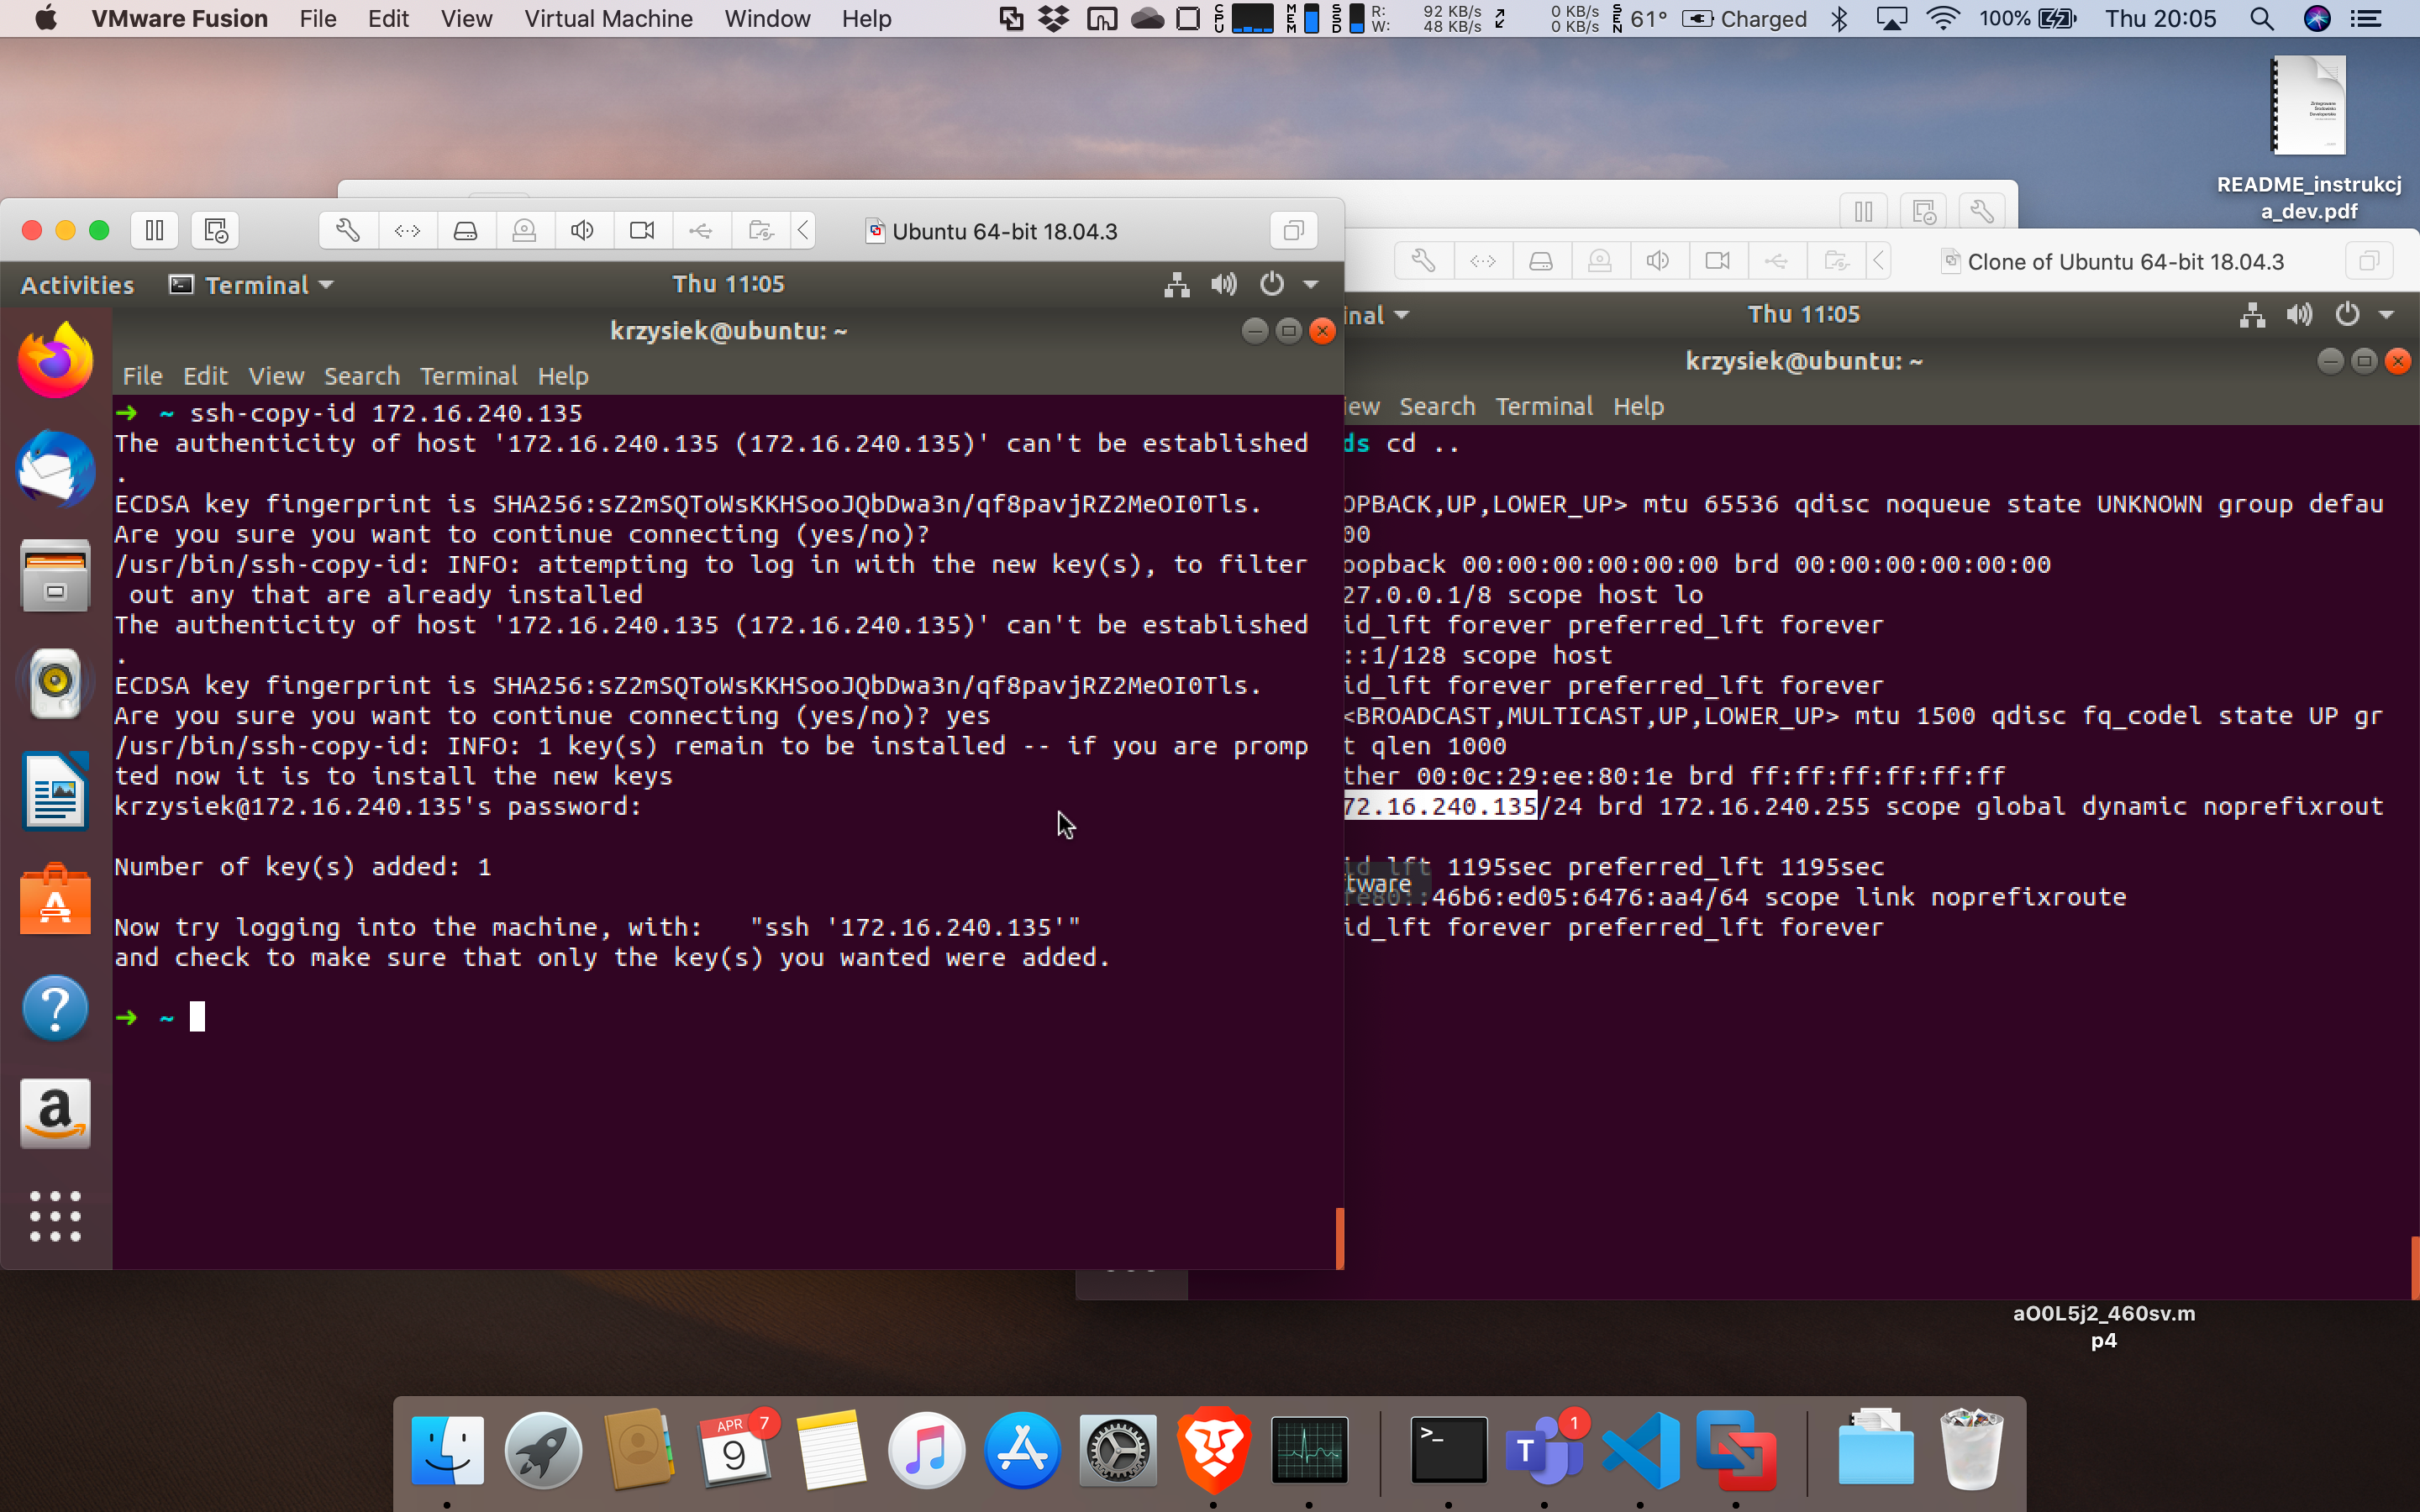 VMware Fusion File Edit View Virtual Machine Window Help CPU MEM SSD R: W: 92 KB/s 48 KB/s 0 KB/s 0 KB/s SEN 61° Charged 100% Thu 20:05
README_instrukcj
a_dev.pdf
Ubuntu 64-bit 18.04.3
Activities Terminal Thu 11:05
krzysiek@ubuntu: ~
File Edit View Search Terminal Help
➜ ~ ssh-copy-id 172.16.240.135
The authenticity of host '172.16.240.135 (172.16.240.135)' can't be established
.
ECDSA key fingerprint is SHA256:sZ2mSQToWsKKHSooJQbDwa3n/qf8pavjRZ2MeOI0Tls.
Are you sure you want to continue connecting (yes/no)?
/usr/bin/ssh-copy-id: INFO: attempting to log in with the new key(s), to filter
out any that are already installed
The authenticity of host '172.16.240.135 (172.16.240.135)' can't be established
.
ECDSA key fingerprint is SHA256:sZ2mSQToWsKKHSooJQbDwa3n/qf8pavjRZ2MeOI0Tls.
Are you sure you want to continue connecting (yes/no)? yes
/usr/bin/ssh-copy-id: INFO: 1 key(s) remain to be installed -- if you are promp
ted now it is to install the new keys
krzysiek@172.16.240.135's password:
Number of key(s) added: 1
Now try logging into the machine, with: "ssh '172.16.240.135'"
and check to make sure that only the key(s) you wanted were added.
➜ ~
Clone of Ubuntu 64-bit 18.04.3
inal Thu 11:05
krzysiek@ubuntu: ~
iew Search Terminal Help
ds cd ..
OPBACK,UP,LOWER_UP> mtu 65536 qdisc noqueue state UNKNOWN group defau
00
oopback 00:00:00:00:00:00 brd 00:00:00:00:00:00
27.0.0.1/8 scope host lo
id_lft forever preferred_lft forever
::1/128 scope host
id_lft forever preferred_lft forever
<BROADCAST,MULTICAST,UP,LOWER_UP> mtu 1500 qdisc fq_codel state UP gr
t qlen 1000
ther 00:0c:29:ee:80:1e brd ff:ff:ff:ff:ff:ff
72.16.240.135/24 brd 172.16.240.255 scope global dynamic noprefixrout
id_lft 1195sec preferred_lft 1195sec
tware
fe80::46b6:ed05:6476:aa4/64 scope link noprefixroute
id_lft forever preferred_lft forever
aO0L5j2_460sv.m
p4
APR
9
7
1
T
>_